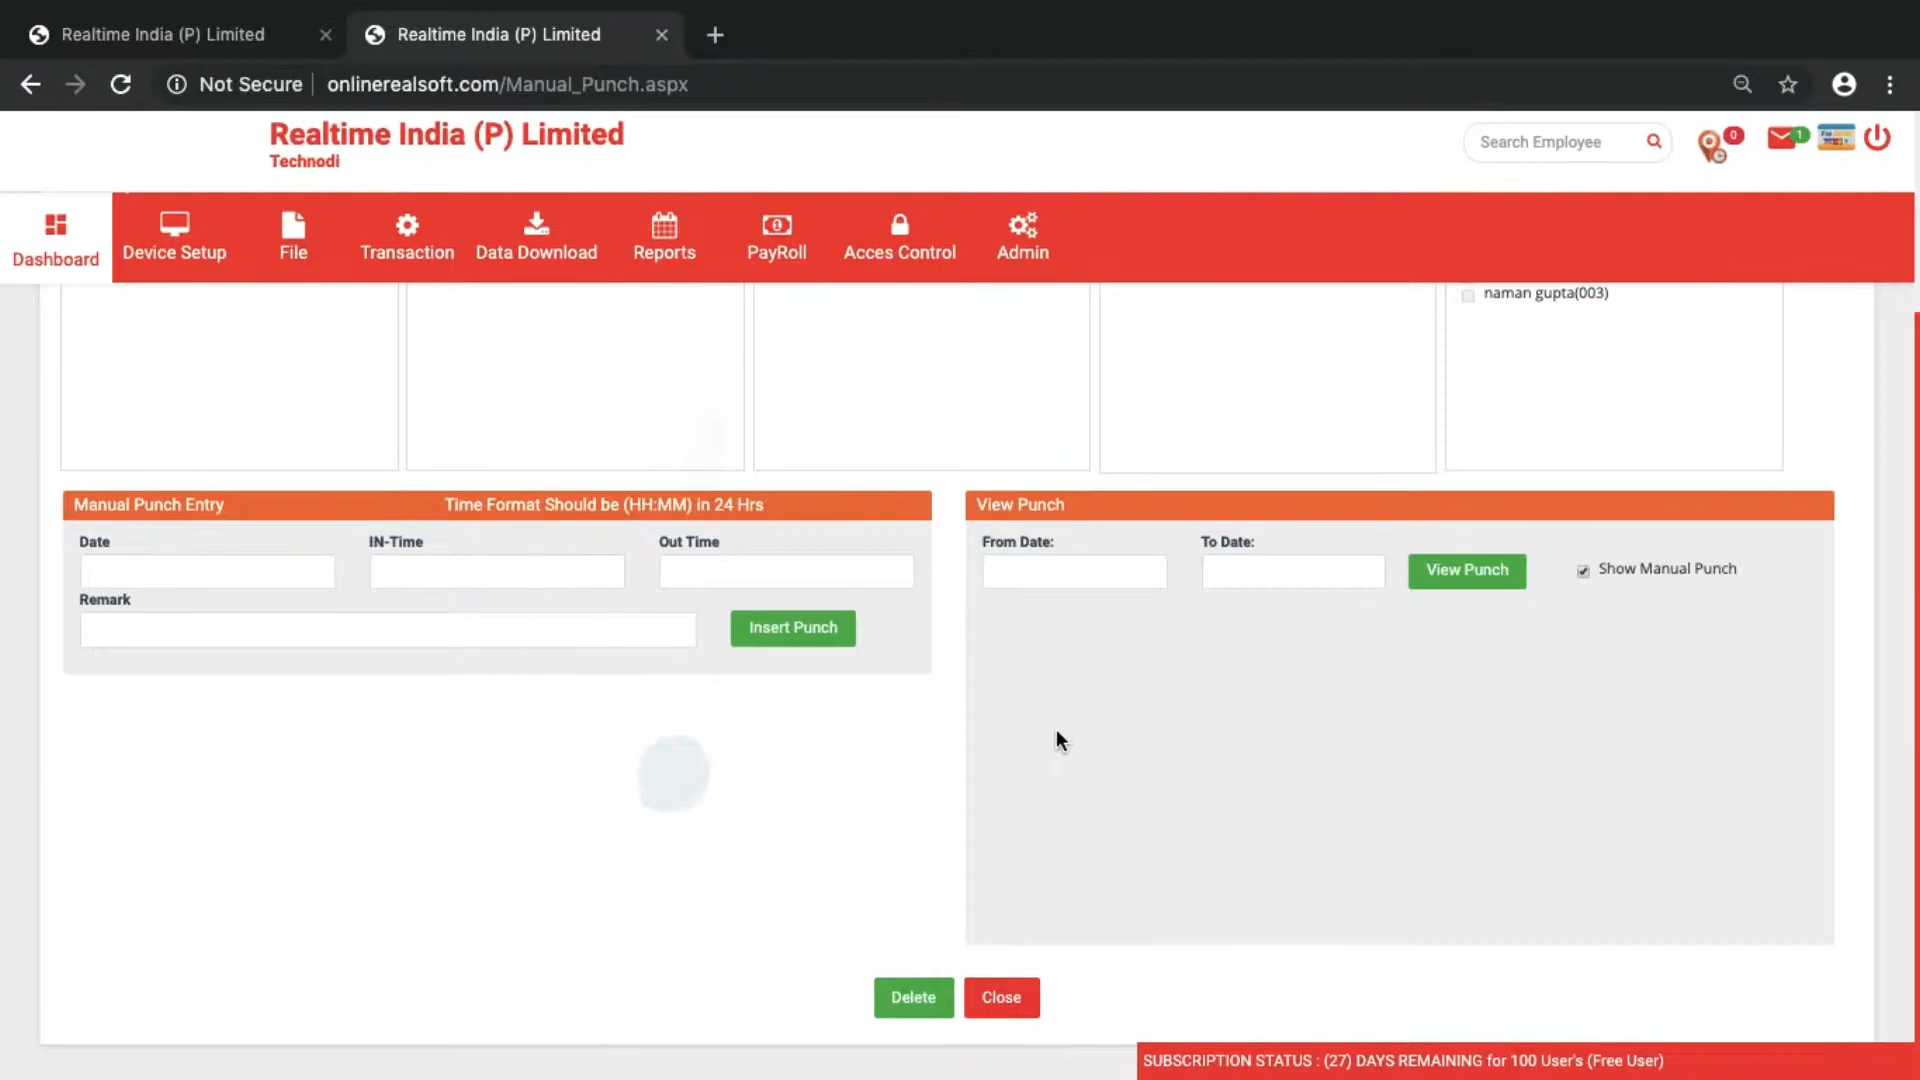 Realtime India (P) Limited
Realtime India (P) Limited
Not Secure
onlinerealsoft.com/Manual_Punch.aspx
Realtime India (P) Limited
Technodi
Search Employee
0
1
Dashboard
Device Setup
File
Transaction
Data Download
Reports
PayRoll
Acces Control
Admin
naman gupta(003)
Manual Punch Entry
Time Format Should be (HH:MM) in 24 Hrs
Date
IN-Time
Out Time
Remark
Insert Punch
View Punch
From Date:
To Date:
View Punch
Show Manual Punch
Delete
Close
SUBSCRIPTION STATUS : (27) DAYS REMAINING for 100 User's (Free User)